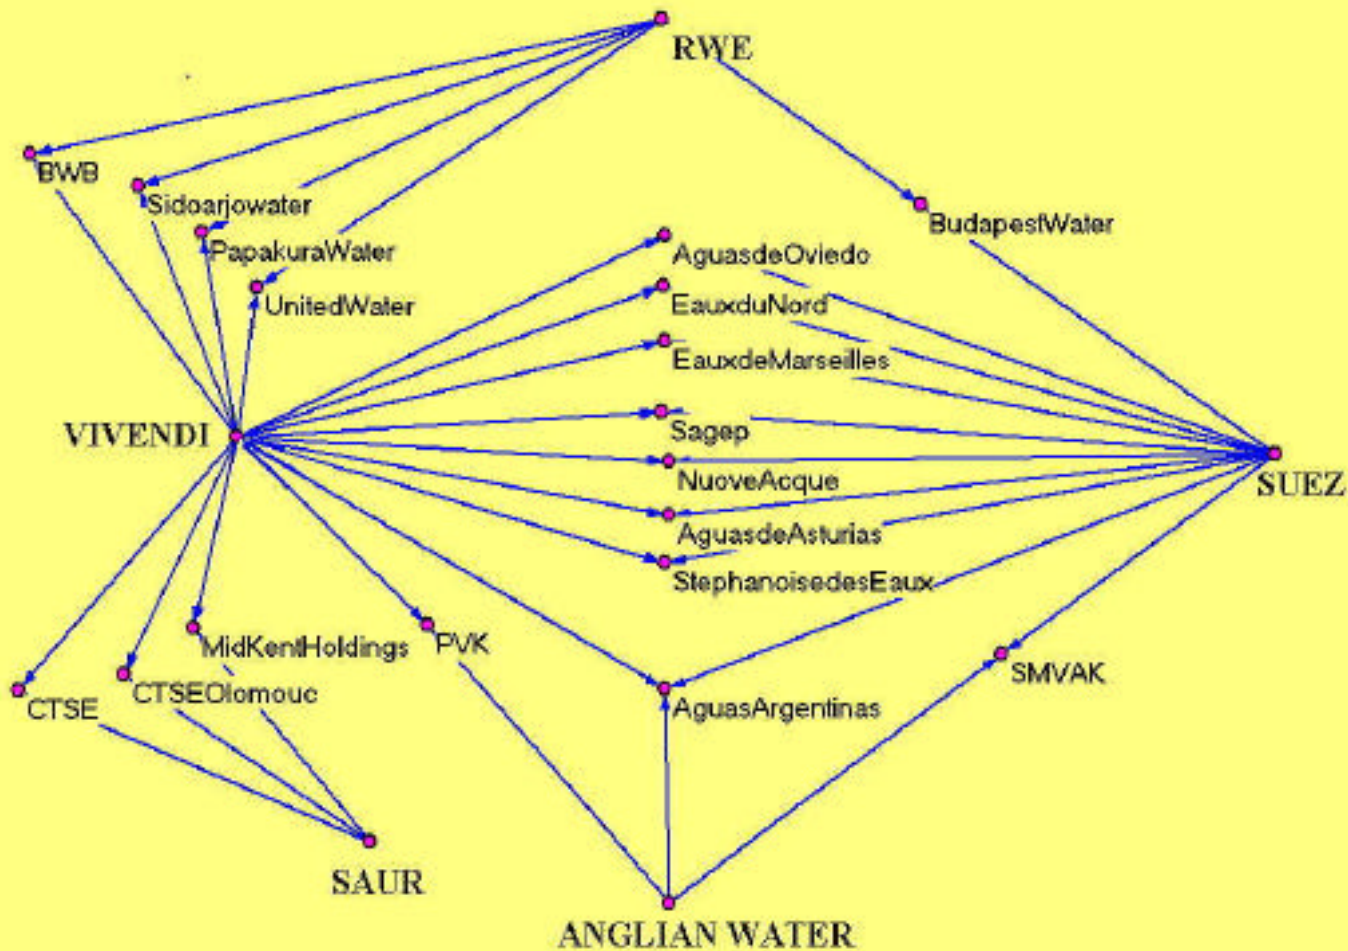 RWE
BWB
Sidoarjowater
BudapestWater
PapakuraWater
AguasdeOviedo
EauxduNord
UnitedWater
EauxdeMarseilles
Sagep
VIVENDI
NuoveAcque
SUEZ
AguasdeAsturias
StephanoisedesEaux
MidKentHoldings
PVK
SMVAK
CTSEOlomouc
CTSE
AguasArgentinas
SAUR
ANGLIAN WATER